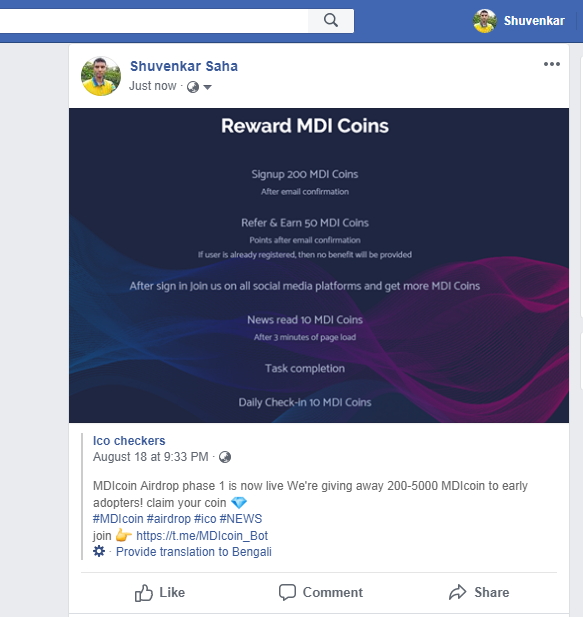 Shuvenkar
Shuvenkar Saha
Just now ·
Reward MDI Coins
Signup 200 MDI Coins
After email confirmation
Refer & Earn 50 MDI Coins
Points after email confirmation
If user is already registered, then no benefit will be provided
After sign in Join us on all social media platforms and get more MDI Coins
News read 10 MDI Coins
After 3 minutes of page load
Task completion
Daily Check-in 10 MDI Coins
Ico checkers
August 18 at 9:33 PM ·
MDIcoin Airdrop phase 1 is now live We're giving away 200-5000 MDIcoin to early
adopters! claim your coin 💎
#MDIcoin #airdrop #ico #NEWS
join 👉 https://t.me/MDIcoin_Bot
· Provide translation to Bengali
Like Comment Share